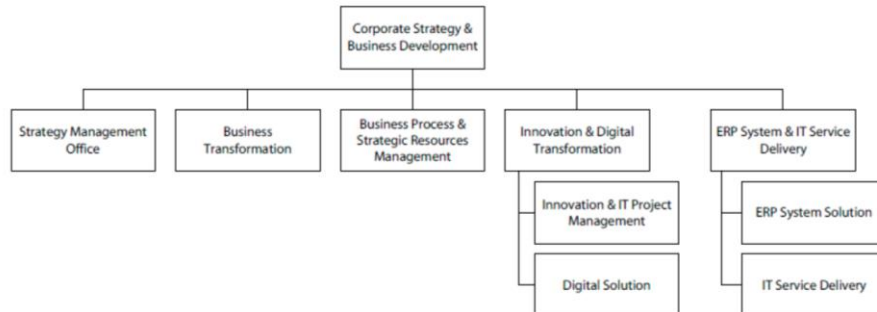 Corporate Strategy &
Business Development
Strategy Management
Office
Business
Transformation
Business Process &
Strategic Resources
Management
Innovation & Digital
Transformation
ERP System & IT Service
Delivery
Innovation & IT Project
Management
ERP System Solution
Digital Solution
IT Service Delivery